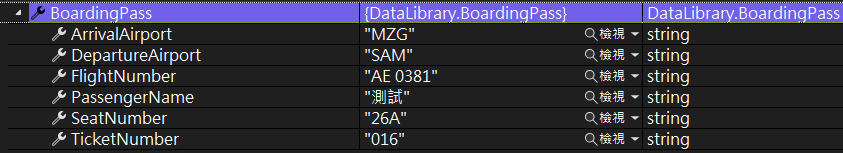 BoardingPass {DataLibrary.BoardingPass} DataLibrary.BoardingPass
ArrivalAirport "MZG" 檢視 string
DepartureAirport "SAM" 檢視 string
FlightNumber "AE 0381" 檢視 string
PassengerName "測試" 檢視 string
SeatNumber "26A" 檢視 string
TicketNumber "016" 檢視 string